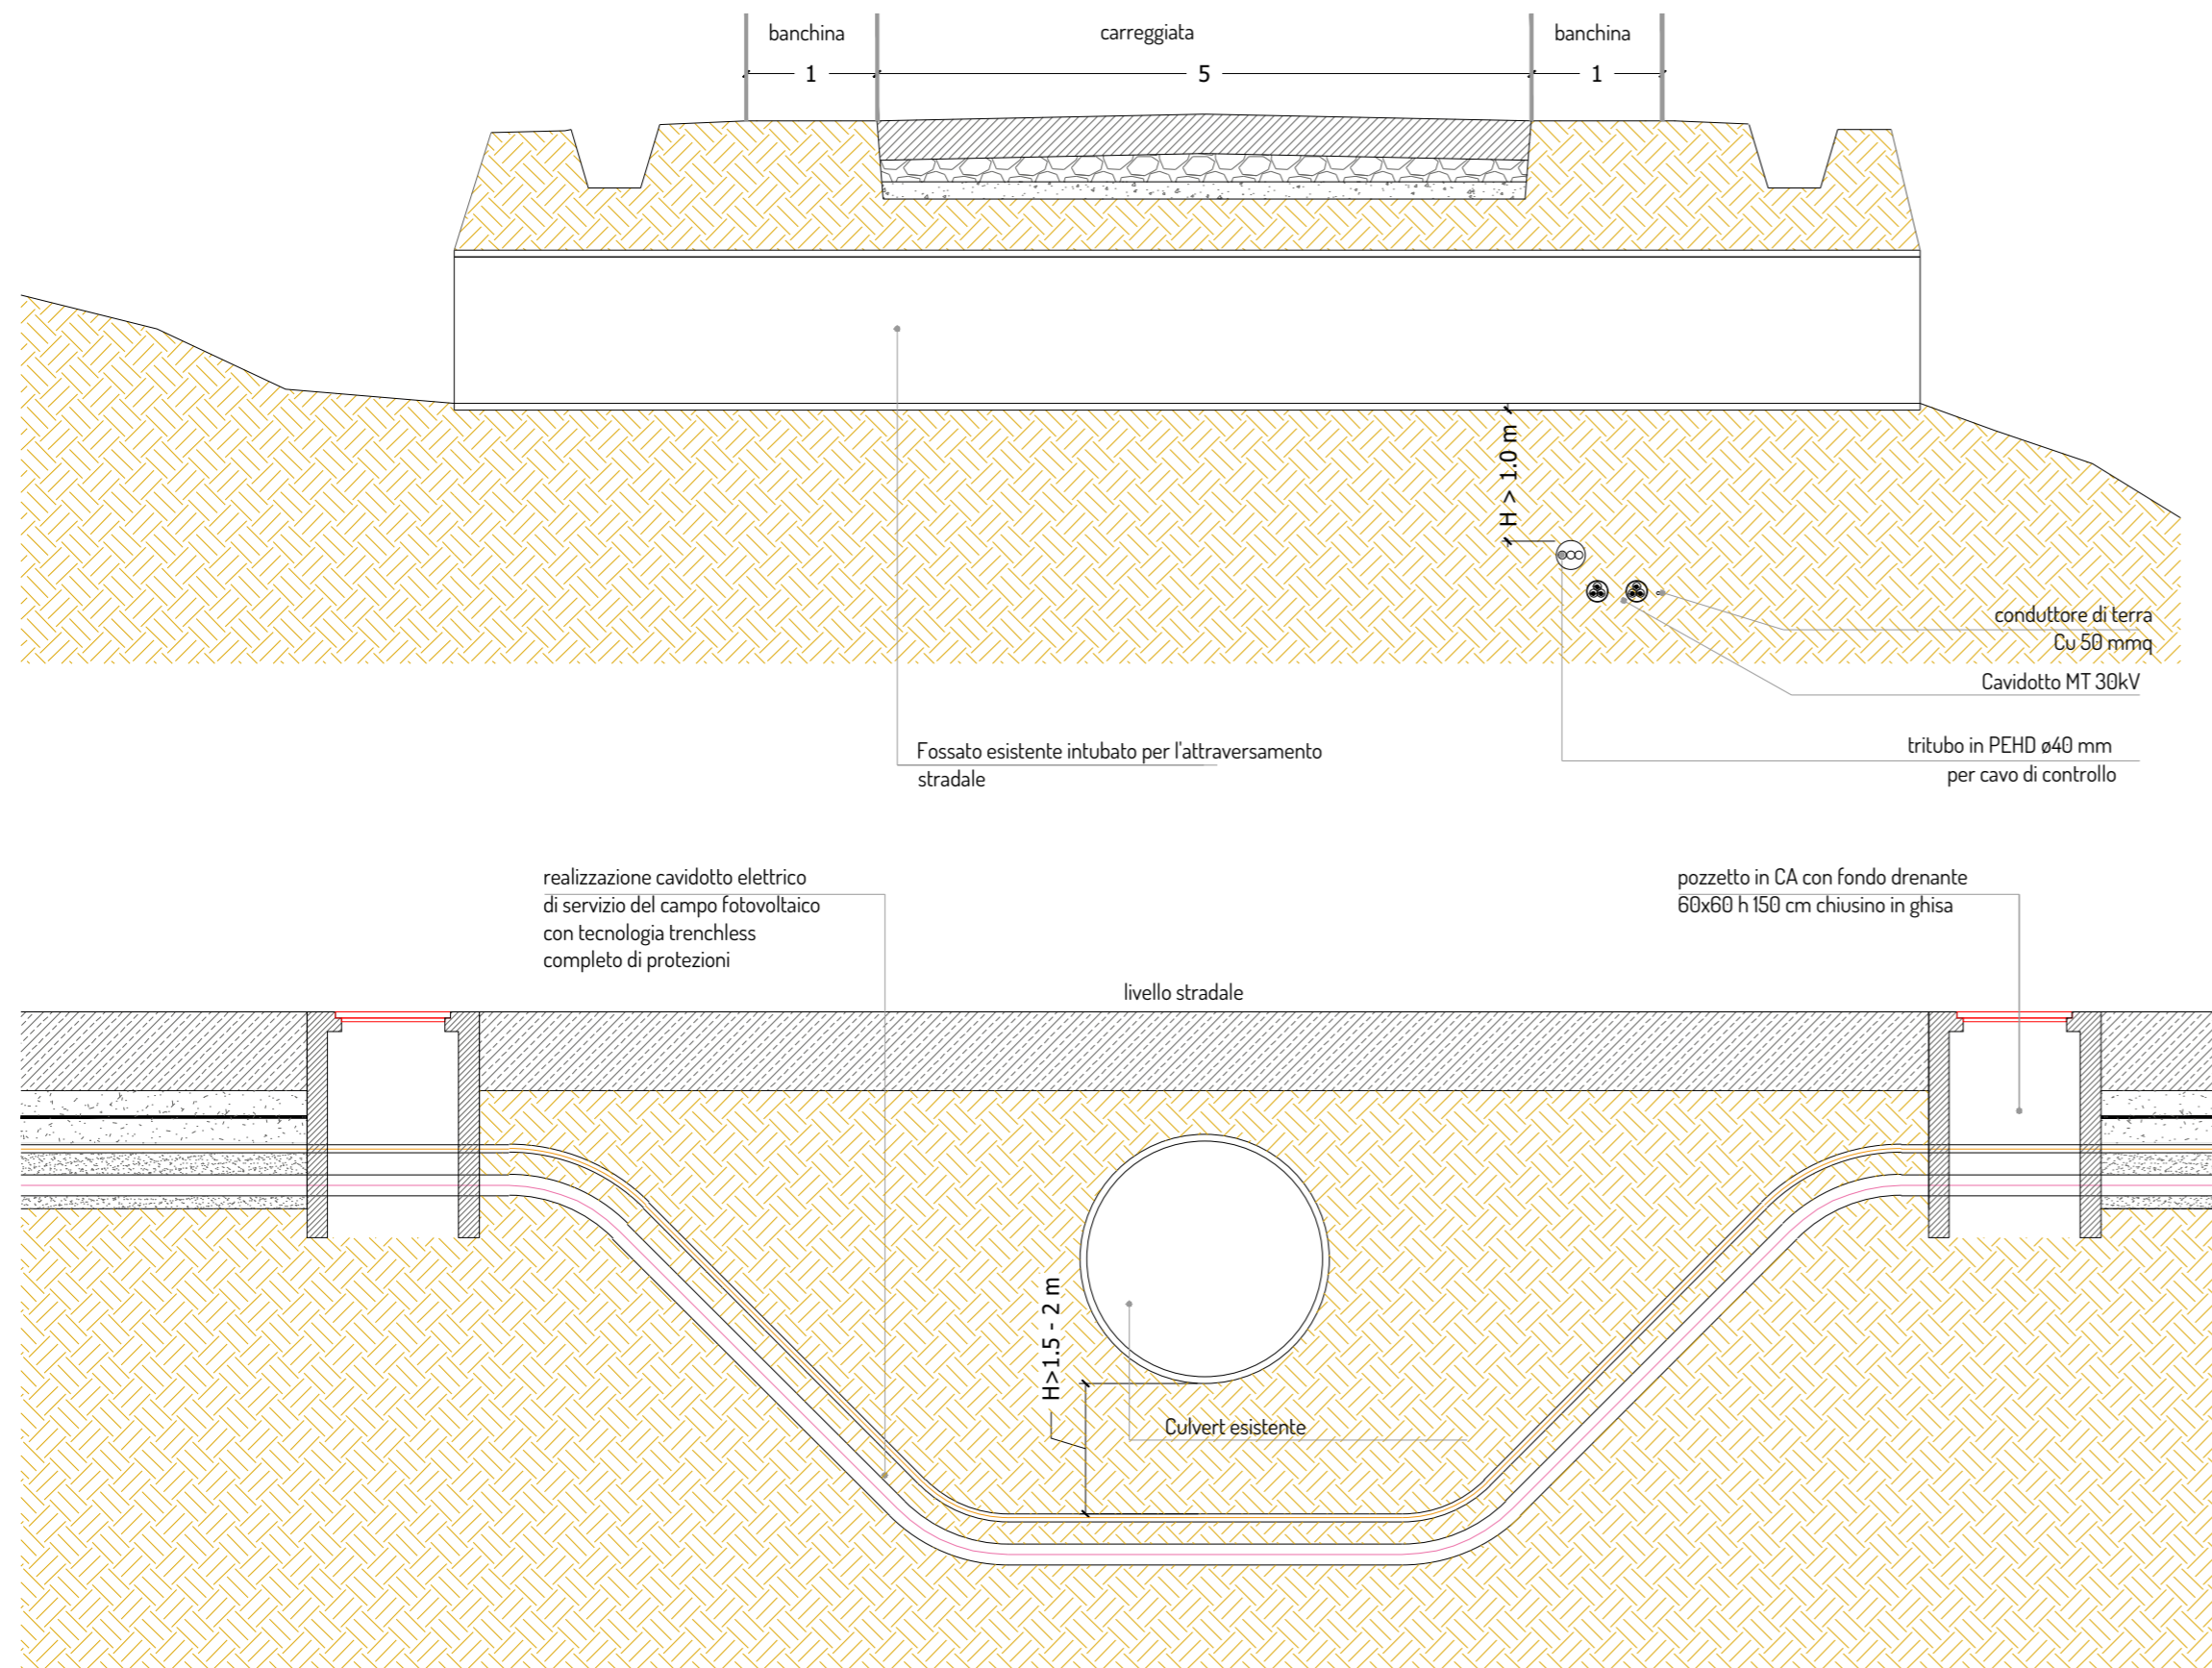 banchina
carreggiata
banchina
1
5
1
H > 1.0 m
conduttore di terra
Cu 50 mmq
Cavidotto MT 30kV
tritubo in PEHD ø40 mm
per cavo di controllo
Fossato esistente intubato per l'attraversamento
stradale
realizzazione cavidotto elettrico
di servizio del campo fotovoltaico
con tecnologia trenchless
completo di protezioni
pozzetto in CA con fondo drenante
60x60 h 150 cm chiusino in ghisa
livello stradale
H>1.5 - 2 m
Culvert esistente